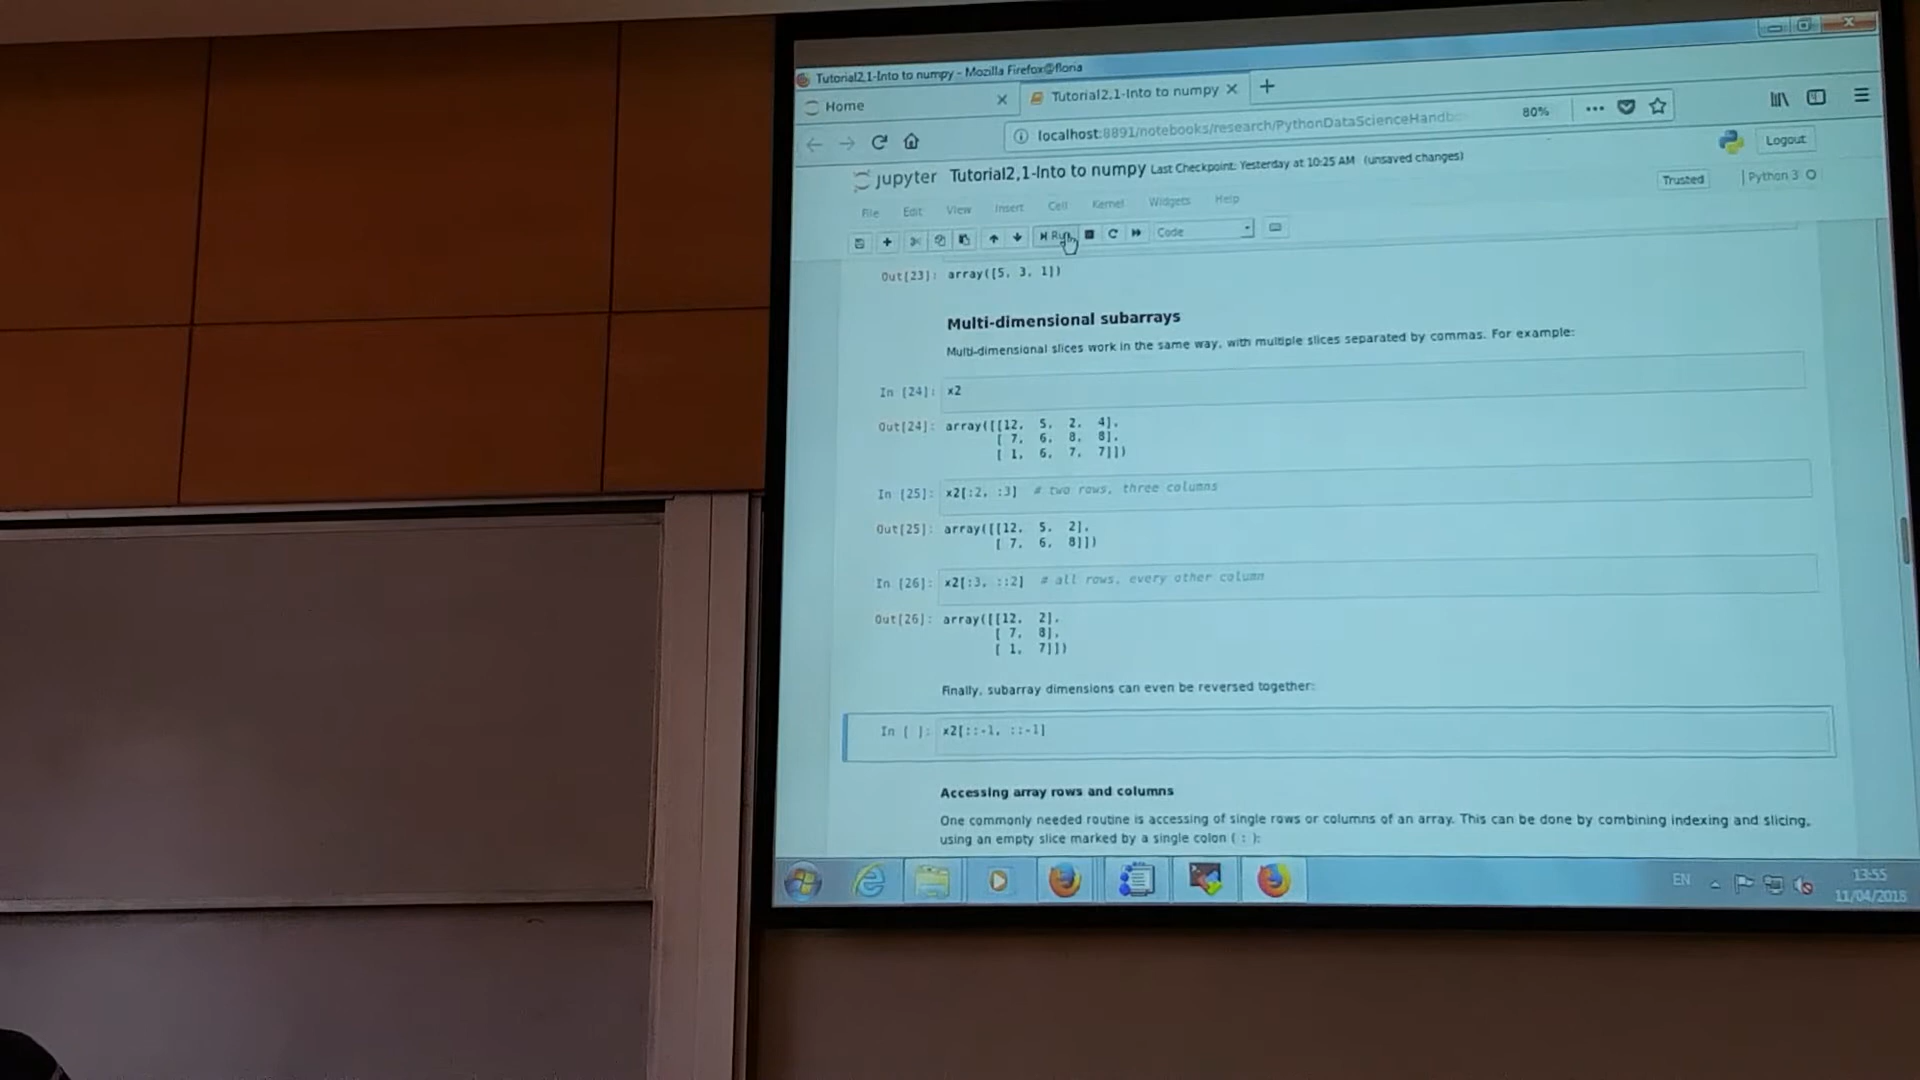 Tutorial2,1-Into to numpy - Mozilla Firefox@floria
Home
Tutorial2,1-Into to numpy
localhost:8891/notebooks/research/PythonDataScienceHandb
80%
jupyter Tutorial2,1-Into to numpy Last Checkpoint: Yesterday at 10:25 AM (unsaved changes)
Logout
File Edit View Insert Cell Kernel Widgets Help
Trusted
Python 3
Run
Code
Out[23]: array([5, 3, 1])
Multi-dimensional subarrays
Multi-dimensional slices work in the same way, with multiple slices separated by commas. For example:
In [24]: x2
Out[24]: array([[12, 5, 2, 4],
[ 7, 6, 8, 8],
[ 1, 6, 7, 7]])
In [25]: x2[:2, :3] # two rows, three columns
Out[25]: array([[12, 5, 2],
[ 7, 6, 8]])
In [26]: x2[:3, ::2] # all rows, every other column
Out[26]: array([[12, 2],
[ 7, 8],
[ 1, 7]])
Finally, subarray dimensions can even be reversed together:
In [ ]: x2[::-1, ::-1]
Accessing array rows and columns
One commonly needed routine is accessing of single rows or columns of an array. This can be done by combining indexing and slicing,
using an empty slice marked by a single colon ( : ):
EN
13:55
11/04/2018